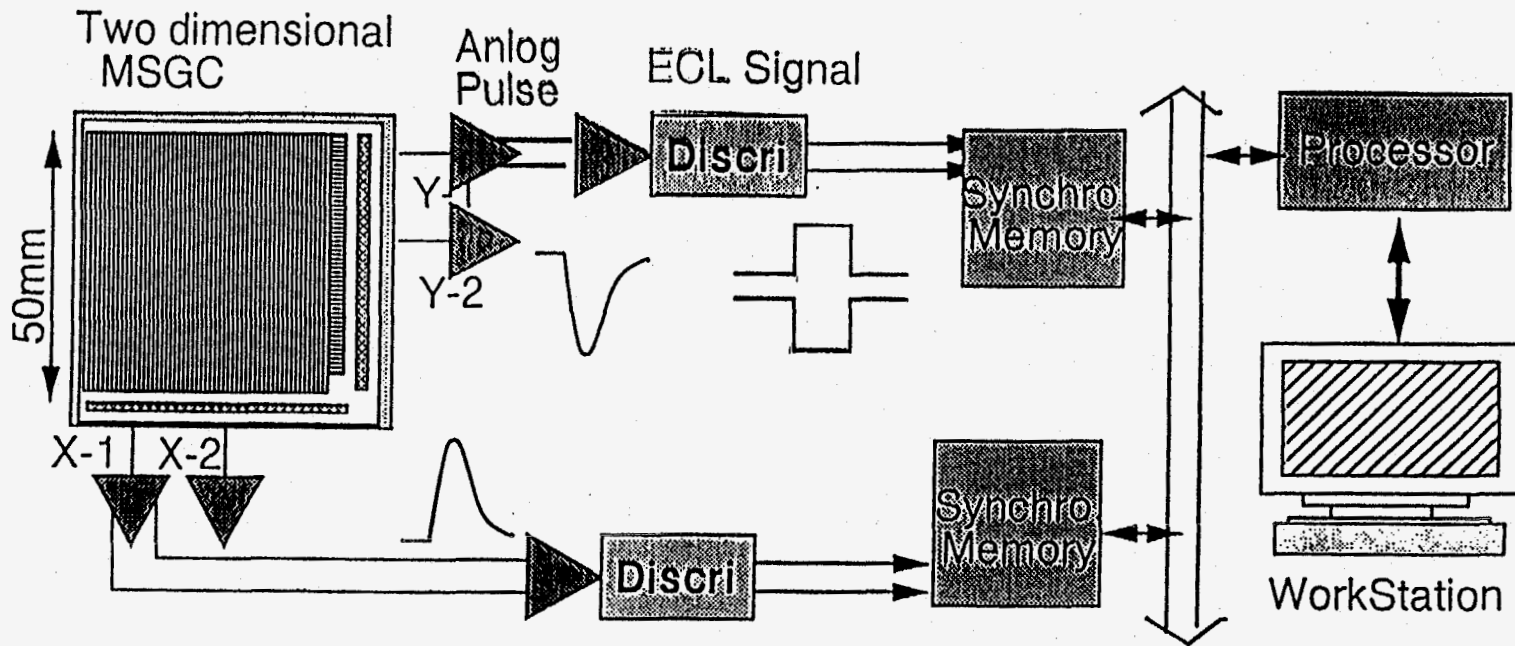 Two dimensional
MSGC
Anlog
Pulse
ECL Signal
Discri
Y-1
Y-2
50mm
Synchro
Memory
Processor
X-1
X-2
Discri
Synchro
Memory
WorkStation